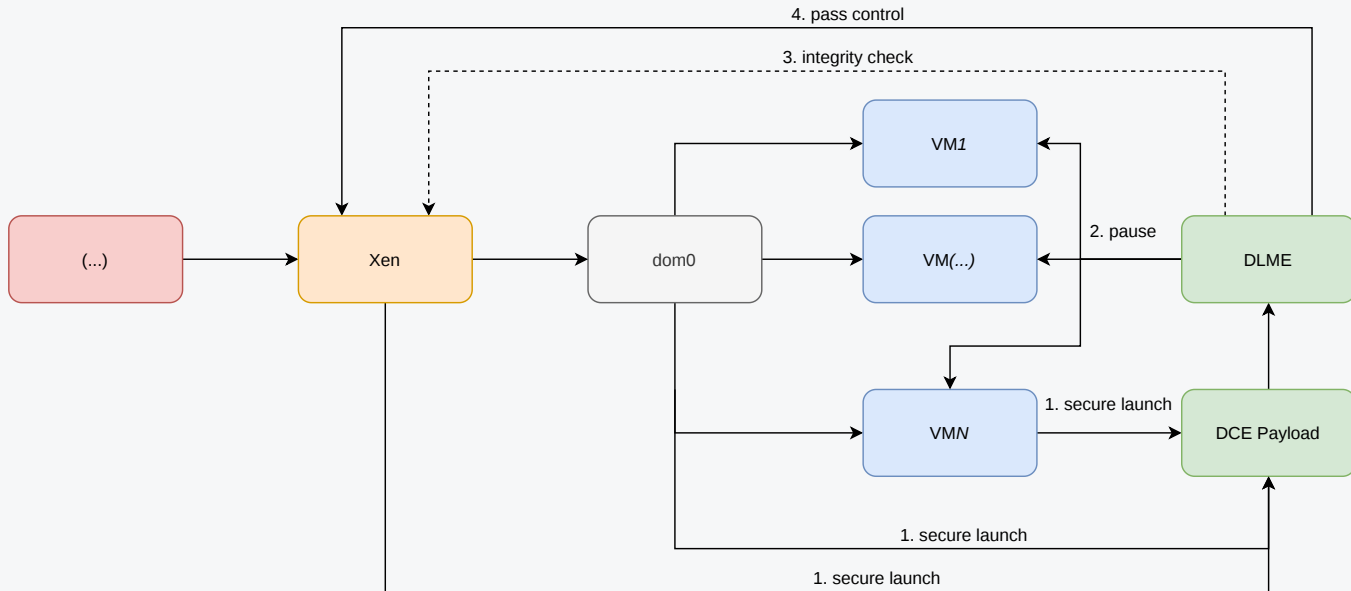 4. pass control
3. integrity check
VM1
2. pause
(...)
Xen
dom0
VM(...)
DLME
1. secure launch
VMN
DCE Payload
1. secure launch
1. secure launch